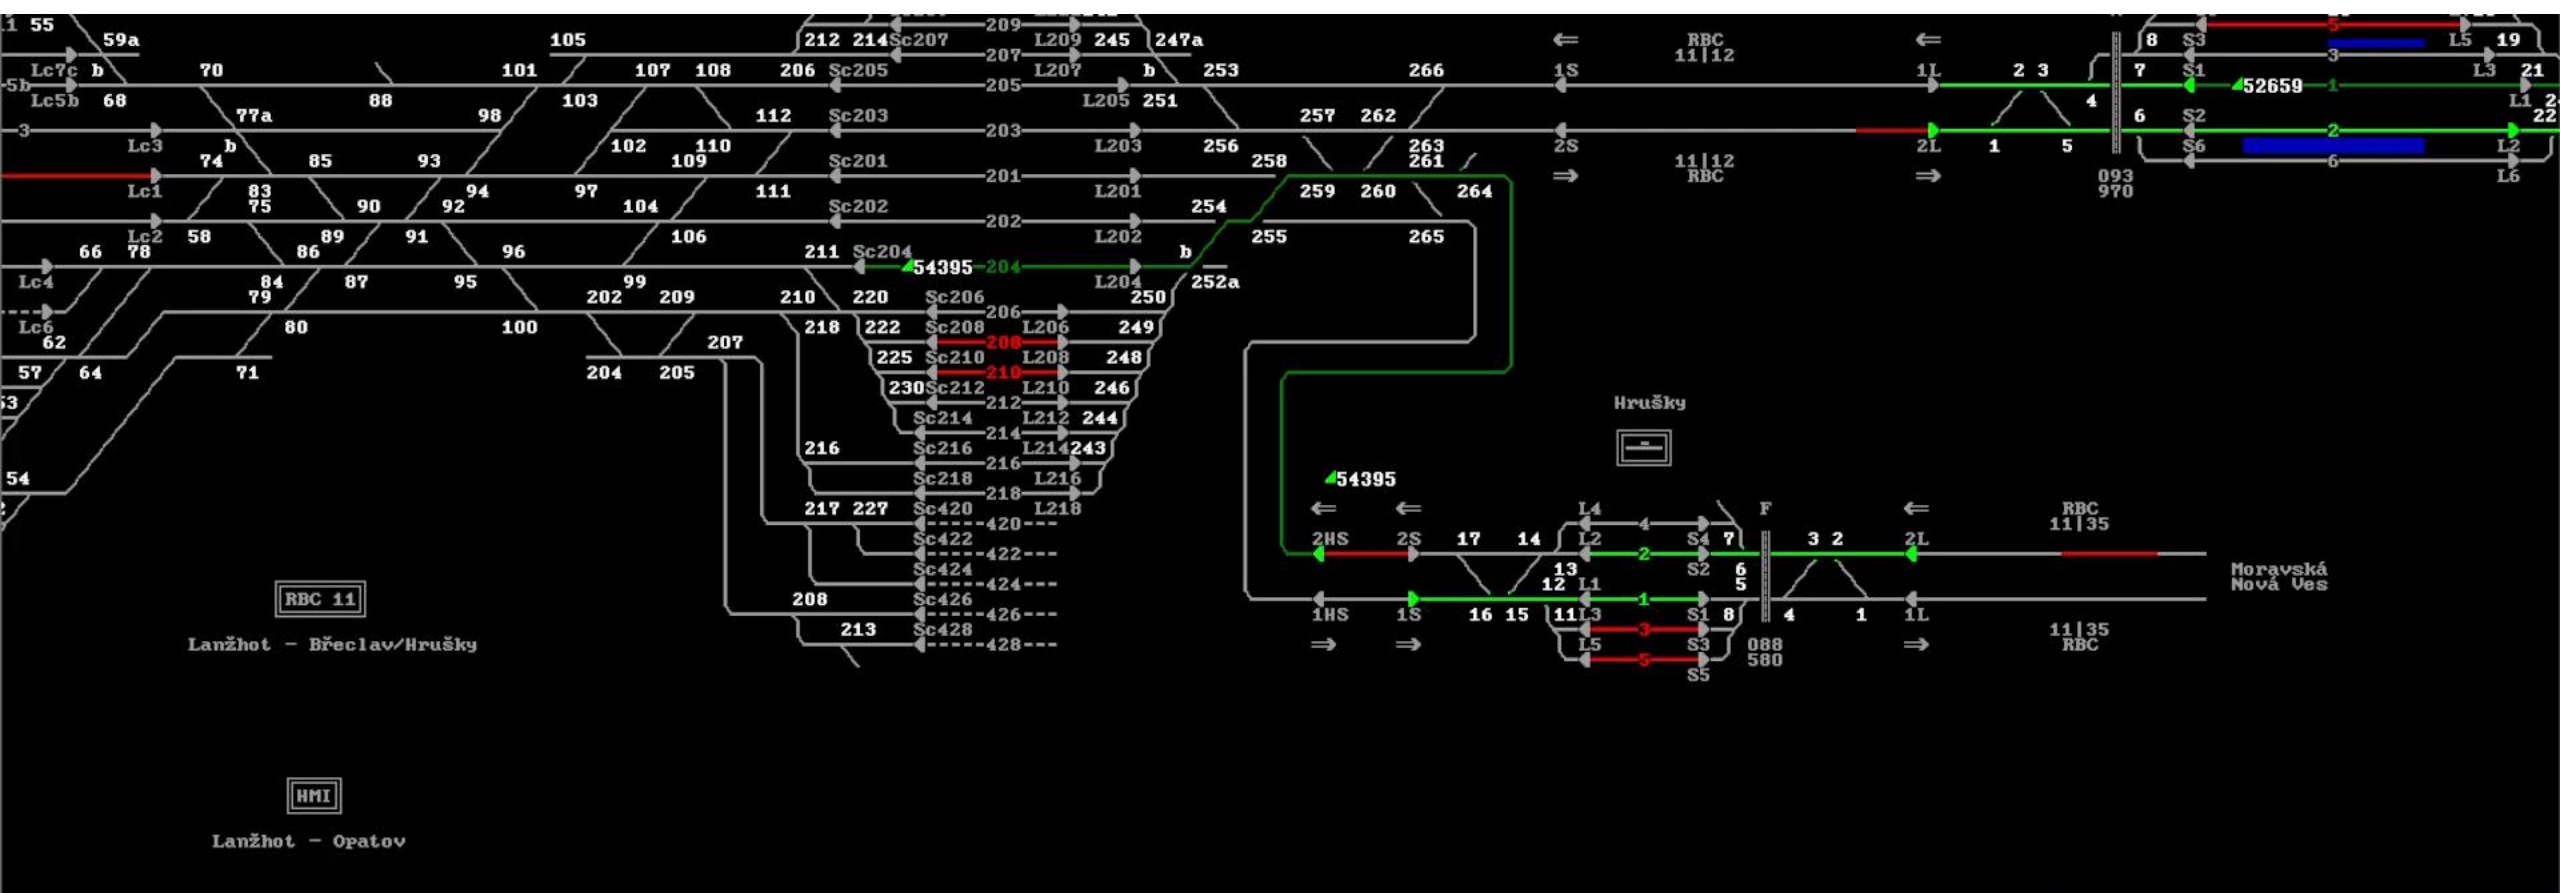 55 209
59a 105 212 214 Sc207 L209 245 247a ⇐ RBC ⇐ 8 S3 L5 19
207 11|12 3
Lc7c b 70 101 107 108 206 Sc205 L207 b 253 266 1S 1L 2 3 7 S1 L3 21
5b 205 52659 1
Lc5b 68 88 103 L205 251 4 L1
77a 98 112 Sc203 257 262 6 S2 22
3 203 2
Lc3 b 102 110 L203 256 263 2S 2L 1 5 S6 L2
74 85 93 109 Sc201 258 261 11|12 6
201 ⇒ RBC ⇒ 093 L6
Lc1 83 94 97 111 L201 259 260 264 970
75 90 92 104 Sc202 254
202
Lc2 58 89 91 106 L202 255 265
66 78 86 96 211 Sc204 b
54395 204
Lc4 84 87 95 99 L204 252a
79 202 209 210 220 Sc206 250
206
Lc6 80 100 218 222 Sc208 L206 249
62 207 208
57 64 71 204 205 225 Sc210 L208 248
210
230 Sc212 L210 246
212 Hrušky
Sc214 L212 244
214
216 Sc216 L214 243
216
54 Sc218 L216 54395
218
217 227 Sc420 L218 ⇐ ⇐ L4 F ⇐ RBC
420 4 11|35
Sc422 2HS 2S 17 14 L2 S4 7 3 2 2L
422 2
Sc424 13 S2 6 Moravská
424 12 L1 5 Nová Ves
RBC 11 208 Sc426 1
426 1HS 1S 16 15 11 L3 S1 8 4 1 1L
213 Sc428 3 11|35
Lanžhot - Břeclav/Hrušky 428 ⇒ ⇒ L5 S3 088 ⇒ RBC
5 580
S5
HMI
Lanžhot - Opatov